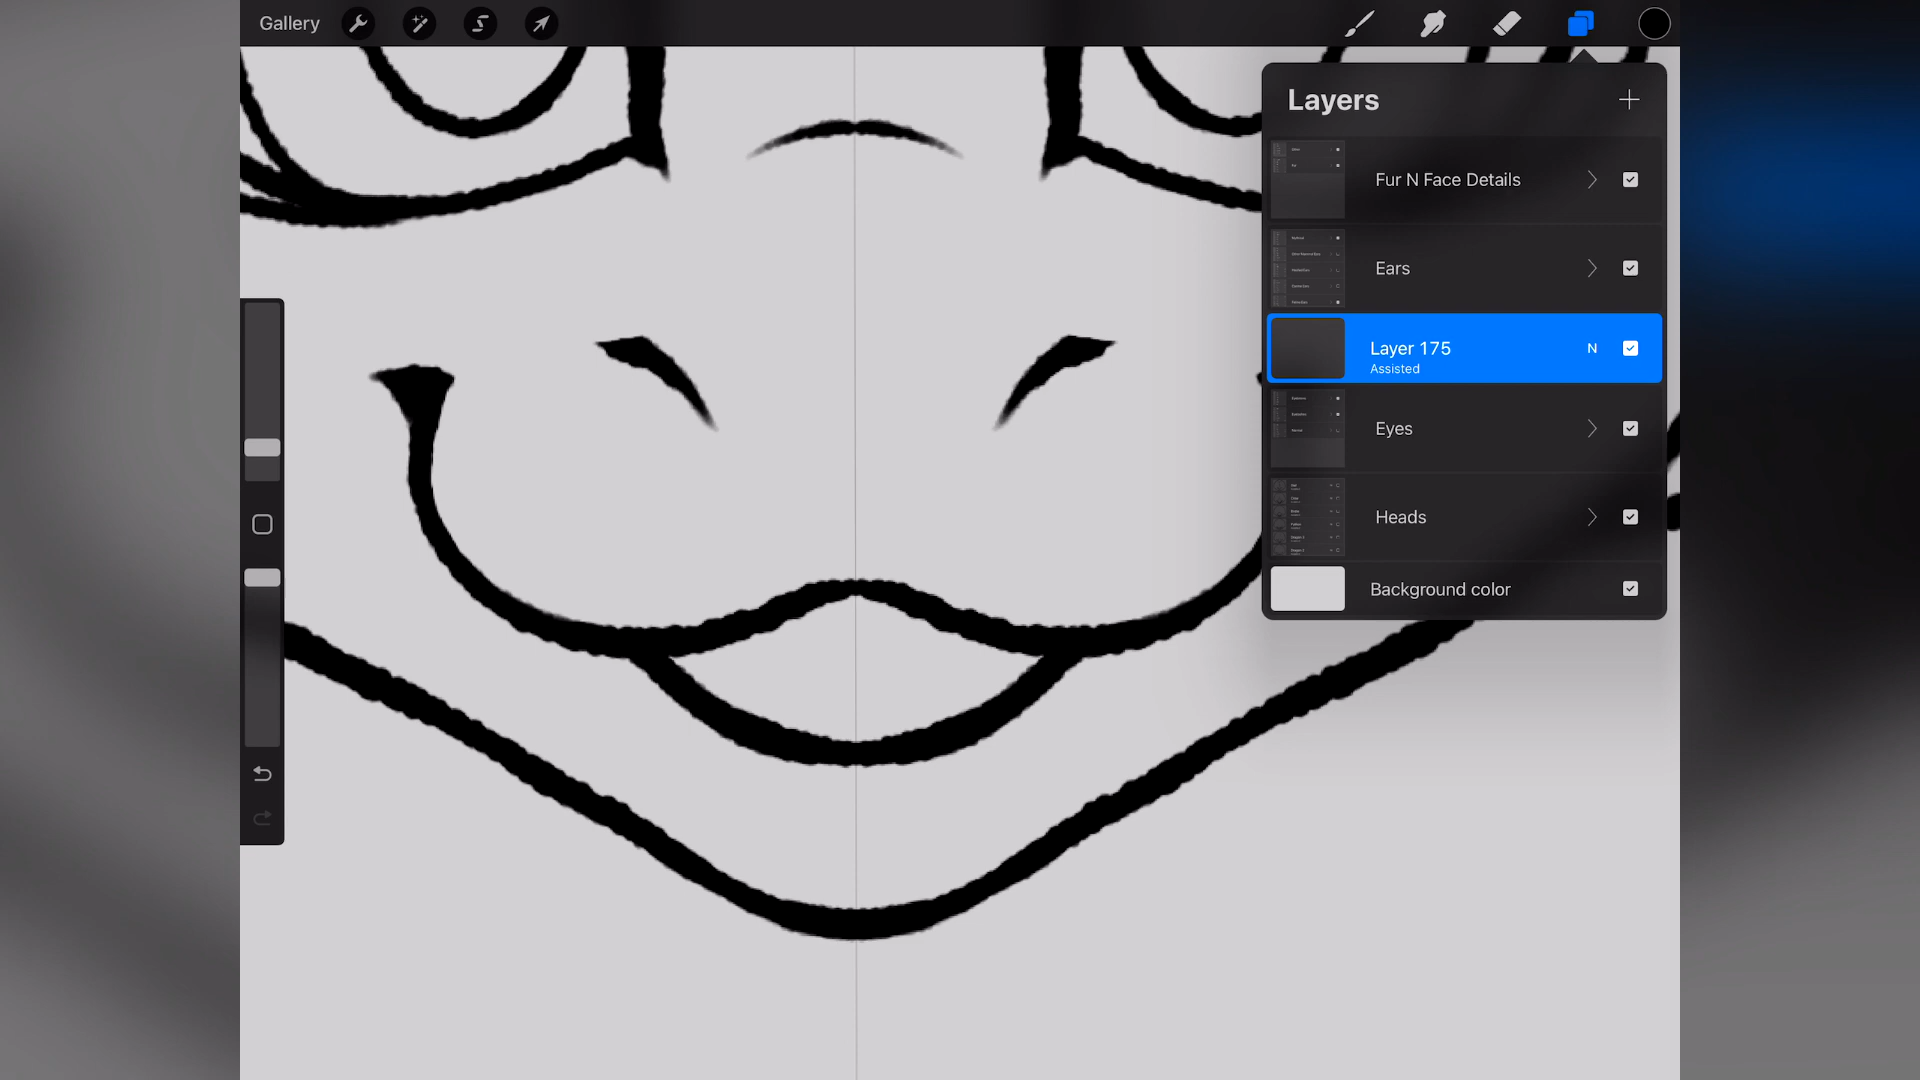 Gallery
Layers
Fur N Face Details
Ears
Layer 175
N
Assisted
Eyes
Heads
Background color